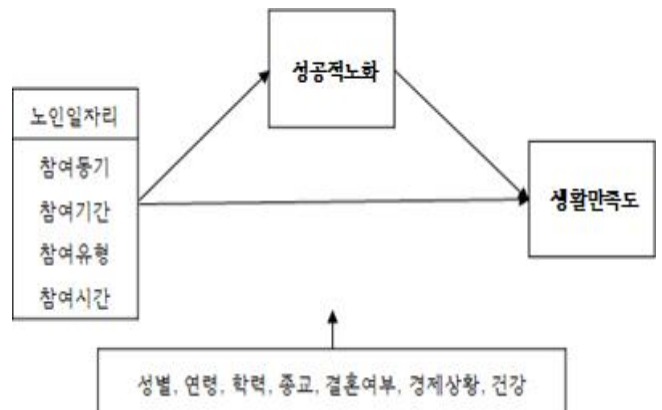 성공적노화
노인일자리
참여동기
참여기간
참여유형
참여시간
생활만족도
성별, 연령, 학력, 종교, 결혼여부, 경제상황, 건강